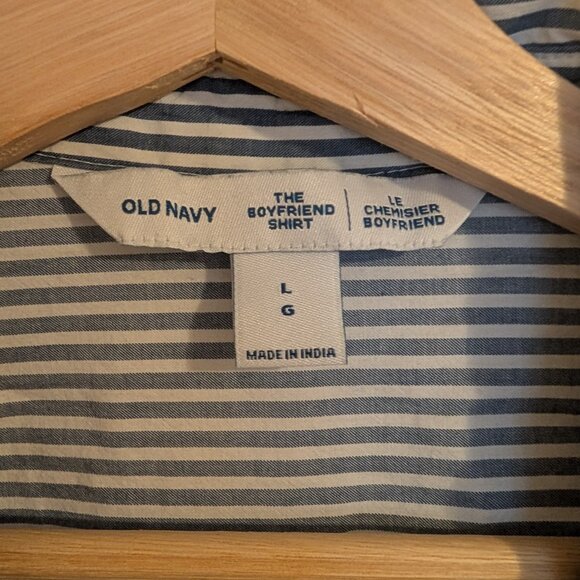 OLD NAVY
THE
BOYFRIEND
SHIRT
LE
CHEMISIER
BOYFRIEND
L
G
MADE IN INDIA